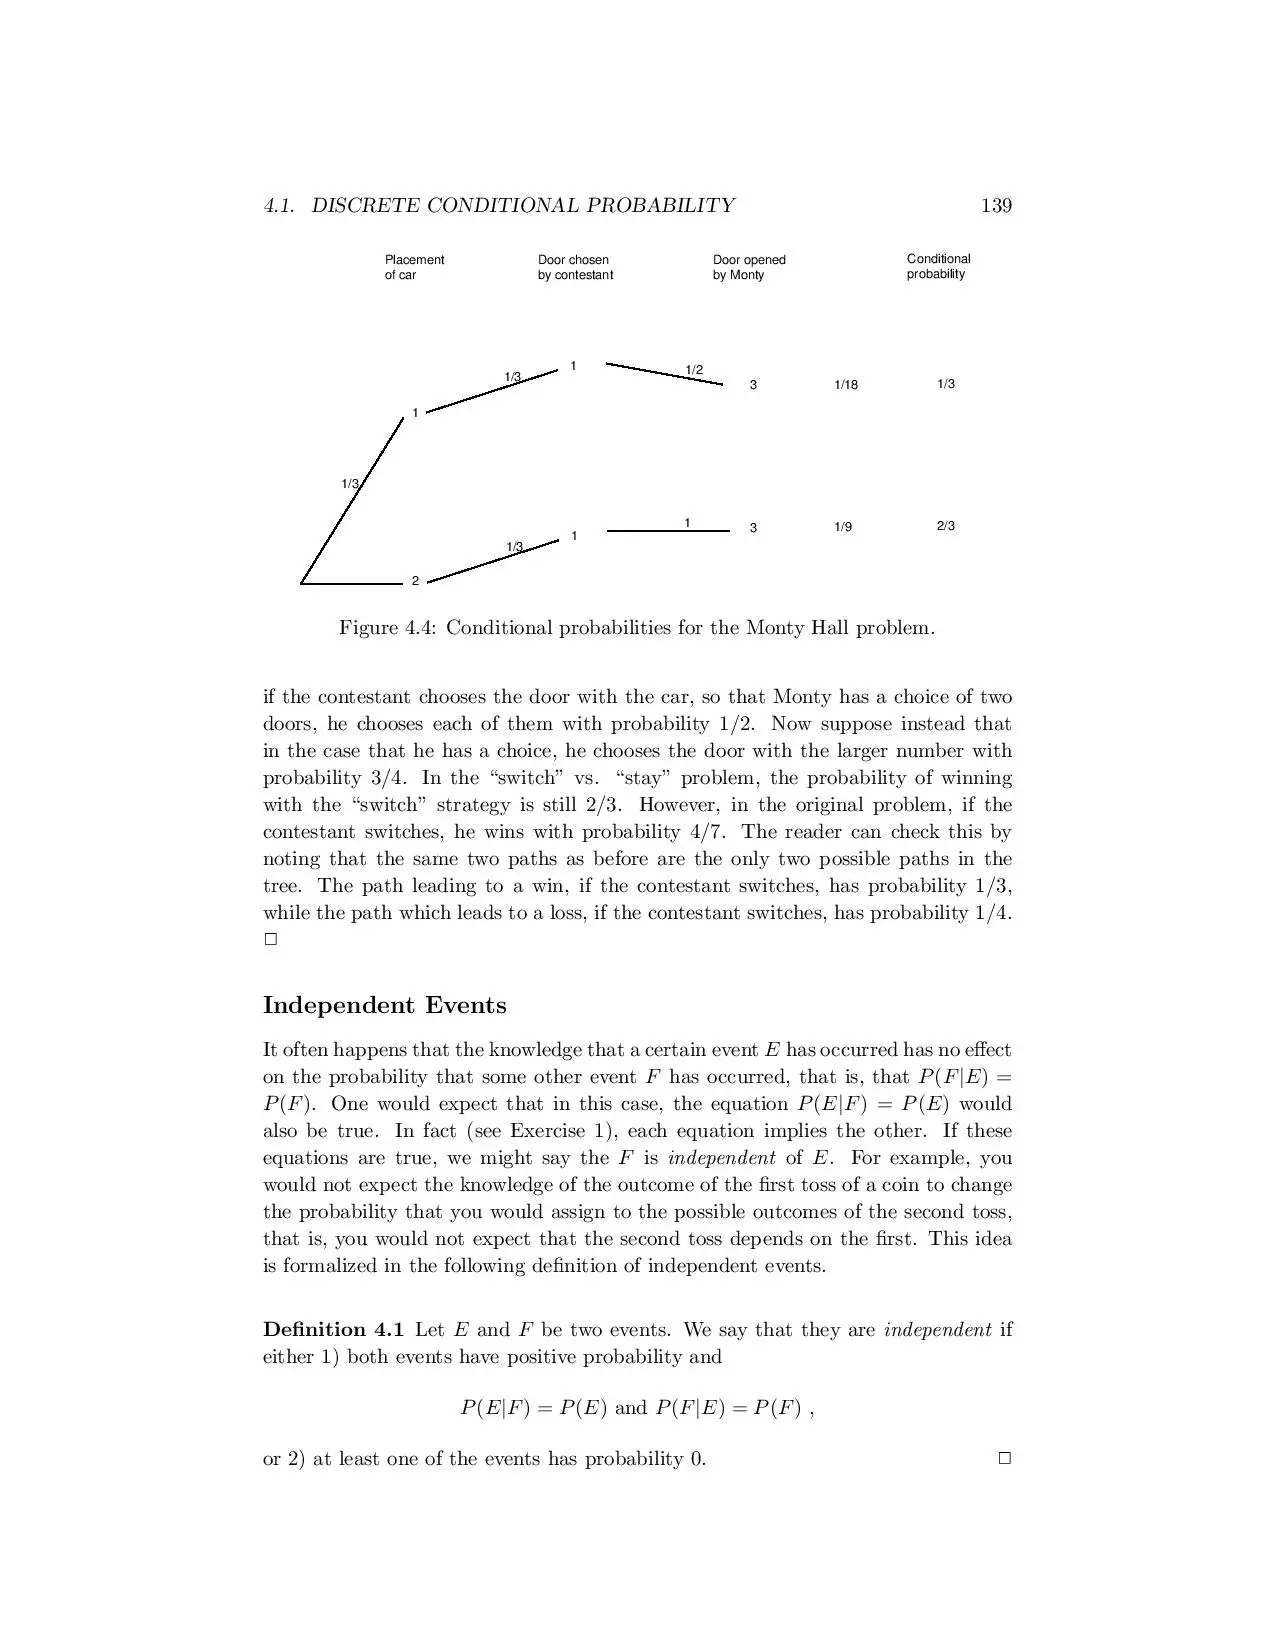 4.1. DISCRETE CONDITIONAL PROBABILITY 139
Placement Door chosen Door opened Conditional
of car by contestant by Monty probability
1/3 1 1/2 3 1/18 1/3
1
1/3
1/3 1 1 3 1/9 2/3
2
Figure 4.4: Conditional probabilities for the Monty Hall problem.
if the contestant chooses the door with the car, so that Monty has a choice of two
doors, he chooses each of them with probability 1/2. Now suppose instead that
in the case that he has a choice, he chooses the door with the larger number with
probability 3/4. In the “switch” vs. “stay” problem, the probability of winning
with the “switch” strategy is still 2/3. However, in the original problem, if the
contestant switches, he wins with probability 4/7. The reader can check this by
noting that the same two paths as before are the only two possible paths in the
tree. The path leading to a win, if the contestant switches, has probability 1/3,
while the path which leads to a loss, if the contestant switches, has probability 1/4.
□
Independent Events
It often happens that the knowledge that a certain event E has occurred has no effect
on the probability that some other event F has occurred, that is, that P(F|E) =
P(F). One would expect that in this case, the equation P(E|F) = P(E) would
also be true. In fact (see Exercise 1), each equation implies the other. If these
equations are true, we might say the F is independent of E. For example, you
would not expect the knowledge of the outcome of the first toss of a coin to change
the probability that you would assign to the possible outcomes of the second toss,
that is, you would not expect that the second toss depends on the first. This idea
is formalized in the following definition of independent events.
Definition 4.1 Let E and F be two events. We say that they are independent if
either 1) both events have positive probability and
P(E|F) = P(E) and P(F|E) = P(F) ,
or 2) at least one of the events has probability 0. □